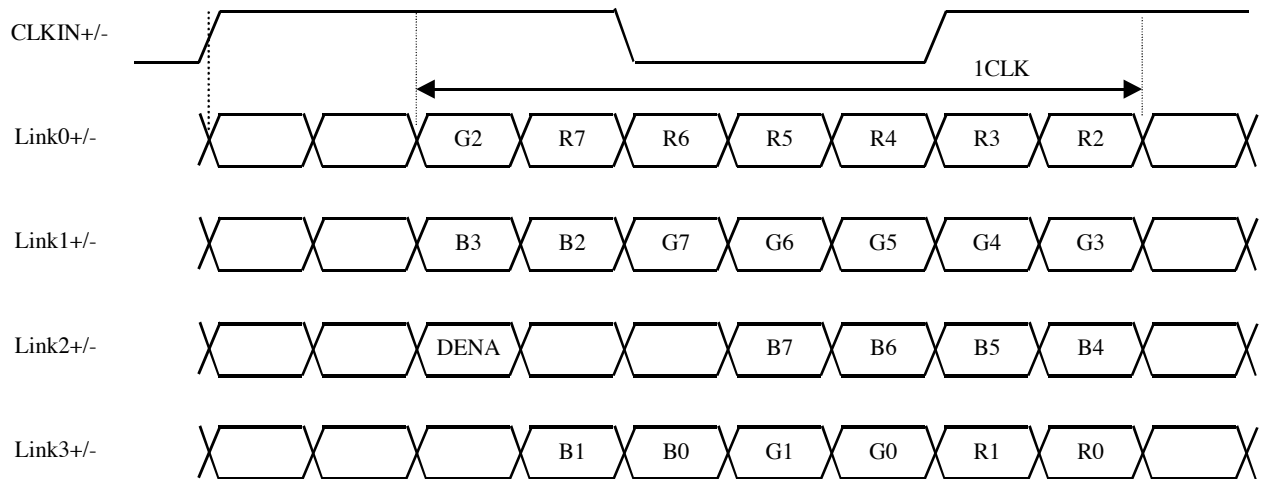 CLKIN+/-
1CLK
Link0+/- G2 R7 R6 R5 R4 R3 R2
Link1+/- B3 B2 G7 G6 G5 G4 G3
Link2+/- DENA B7 B6 B5 B4
Link3+/- B1 B0 G1 G0 R1 R0